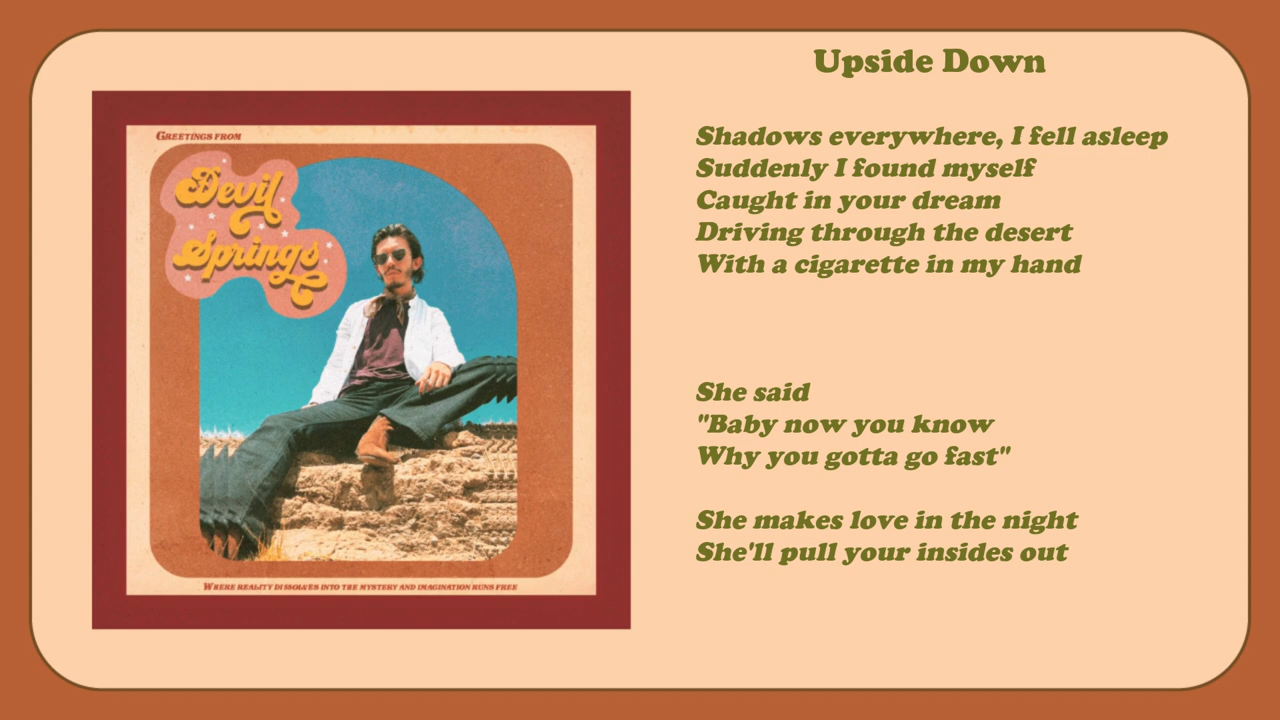 Upside Down
GREETINGS FROM
Devil
Springs
WHERE REALITY DISSOLVES INTO THE MYSTERY AND IMAGINATION RUNS FREE
Shadows everywhere, I fell asleep
Suddenly I found myself
Caught in your dream
Driving through the desert
With a cigarette in my hand
She said
"Baby now you know
Why you gotta go fast"
She makes love in the night
She'll pull your insides out